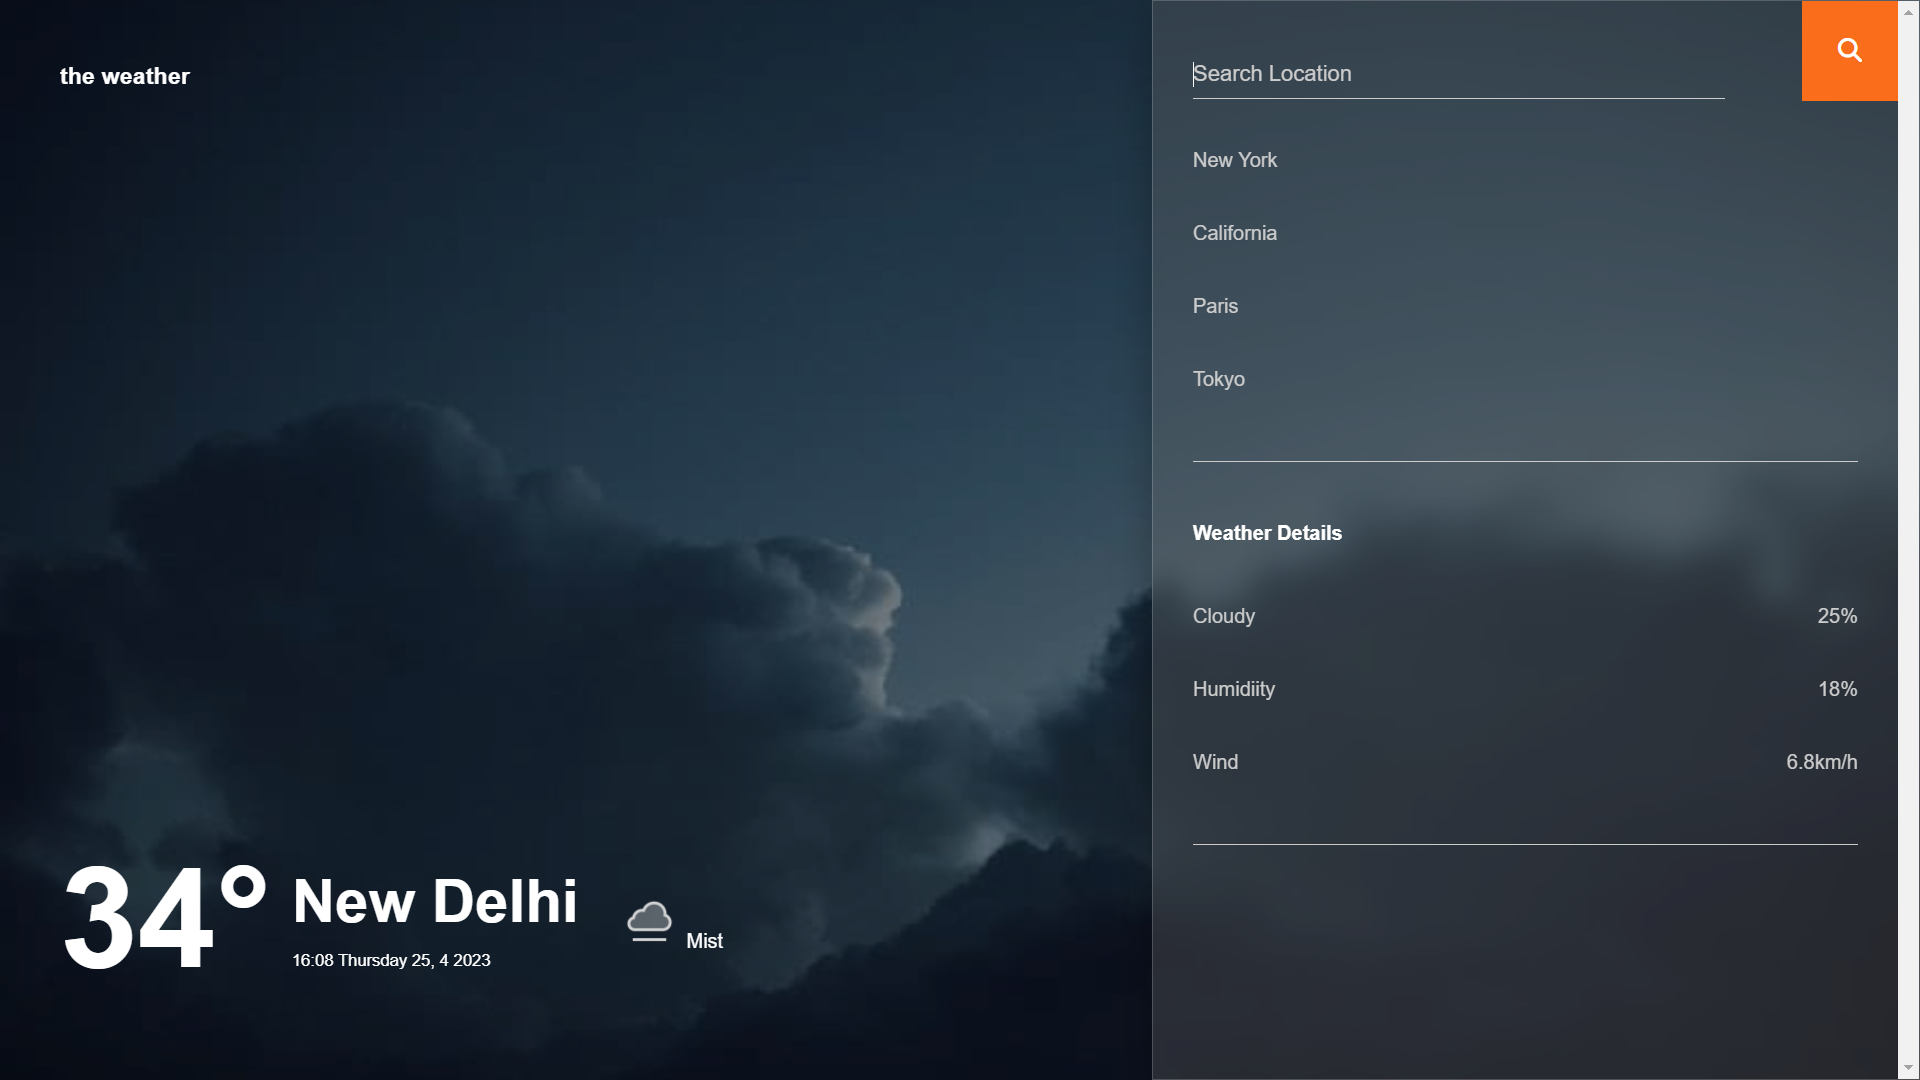 the weather
Search Location
New York
California
Paris
Tokyo
Weather Details
Cloudy 25%
Humidiity 18%
Wind 6.8km/h
34° New Delhi
16:08 Thursday 25, 4 2023
Mist